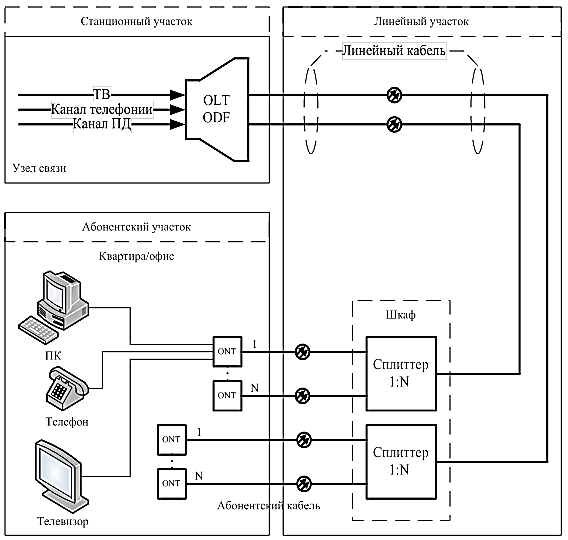 Станционный участок
Линейный участок
Линейный кабель
ТВ
Канал телефонии
Канал ПД
OLT
ODF
Узел связи
Абонентский участок
Квартира/офис
ПК
Телефон
Телевизор
ONT
1
ONT
N
ONT
1
ONT
N
Абонентский кабель
Шкаф
Сплиттер
1:N
Сплиттер
1:N